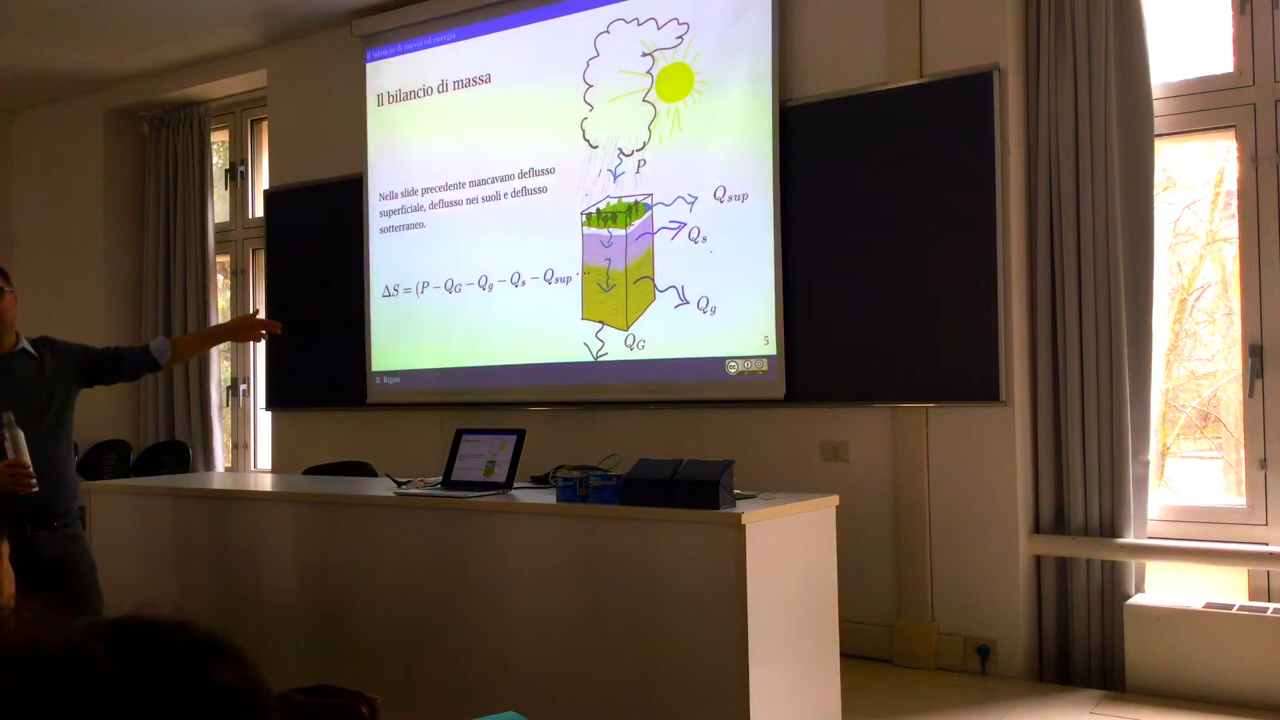 Il bilancio di massa ed energia
Il bilancio di massa
Nella slide precedente mancavano deflusso
superficiale, deflusso nei suoli e deflusso
sotterraneo.
ΔS = (P − Q_G − Q_g − Q_s − Q_sup ···
P
Q_sup
Q_s
Q_g
Q_G
5
R. Rigon
cc